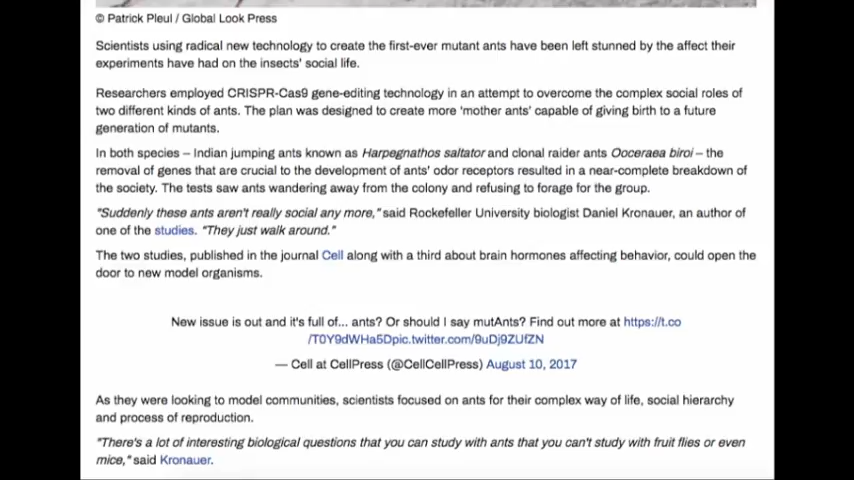 © Patrick Pleul / Global Look Press
Scientists using radical new technology to create the first-ever mutant ants have been left stunned by the affect their
experiments have had on the insects' social life.
Researchers employed CRISPR-Cas9 gene-editing technology in an attempt to overcome the complex social roles of
two different kinds of ants. The plan was designed to create more 'mother ants' capable of giving birth to a future
generation of mutants.
In both species – Indian jumping ants known as Harpegnathos saltator and clonal raider ants Ooceraea biroi – the
removal of genes that are crucial to the development of ants' odor receptors resulted in a near-complete breakdown of
the society. The tests saw ants wandering away from the colony and refusing to forage for the group.
"Suddenly these ants aren't really social any more," said Rockefeller University biologist Daniel Kronauer, an author of
one of the studies. "They just walk around."
The two studies, published in the journal Cell along with a third about brain hormones affecting behavior, could open the
door to new model organisms.
New issue is out and it's full of... ants? Or should I say mutAnts? Find out more at https://t.co
/T0Y9dWHa5Dpic.twitter.com/9uDj9ZUfZN
— Cell at CellPress (@CellCellPress) August 10, 2017
As they were looking to model communities, scientists focused on ants for their complex way of life, social hierarchy
and process of reproduction.
"There's a lot of interesting biological questions that you can study with ants that you can't study with fruit flies or even
mice," said Kronauer.